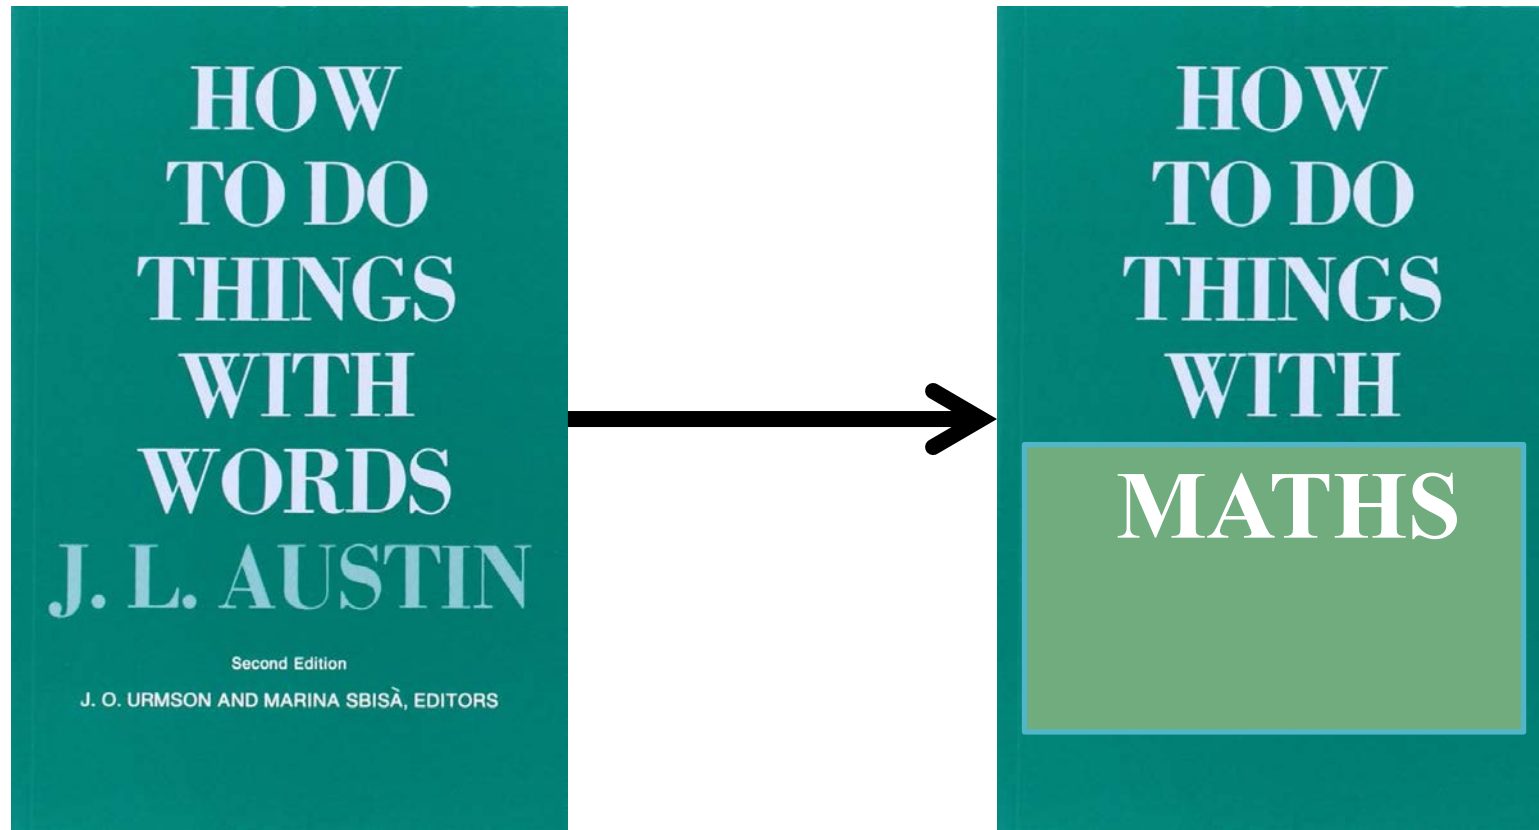 HOW
TO DO
THINGS
WITH
WORDS
J. L. AUSTIN
Second Edition
J. O. URMSON AND MARINA SBISÀ, EDITORS
HOW
TO DO
THINGS
WITH
MATHS